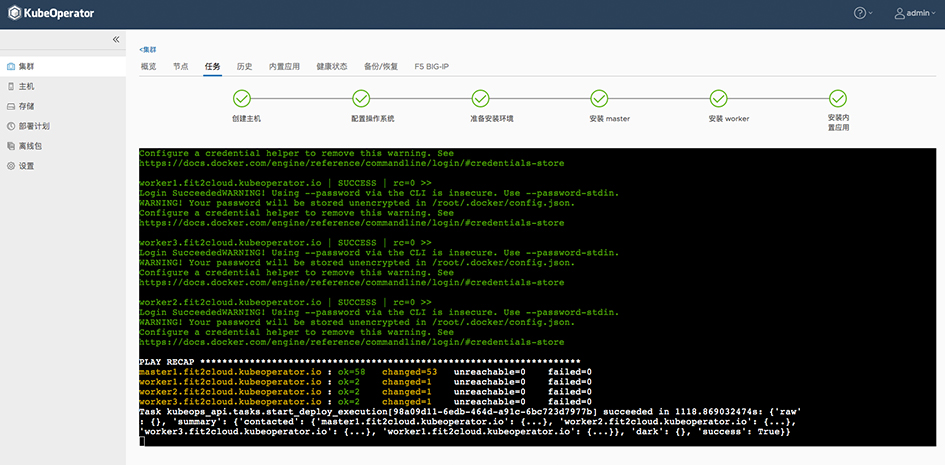 KubeOperator
admin
<集群
集群
主机
存储
部署计划
离线包
设置
概览 节点 任务 历史 内置应用 健康状态 备份/恢复 F5 BIG-IP
创建主机 配置操作系统 准备安装环境 安装 master 安装 worker 安装内
置应用
Configure a credential helper to remove this warning. See
https://docs.docker.com/engine/reference/commandline/login/#credentials-store
worker1.fit2cloud.kubeoperator.io | SUCCESS | rc=0 >>
Login SucceededWARNING! Using --password via the CLI is insecure. Use --password-stdin.
WARNING! Your password will be stored unencrypted in /root/.docker/config.json.
Configure a credential helper to remove this warning. See
https://docs.docker.com/engine/reference/commandline/login/#credentials-store
worker3.fit2cloud.kubeoperator.io | SUCCESS | rc=0 >>
Login SucceededWARNING! Using --password via the CLI is insecure. Use --password-stdin.
WARNING! Your password will be stored unencrypted in /root/.docker/config.json.
Configure a credential helper to remove this warning. See
https://docs.docker.com/engine/reference/commandline/login/#credentials-store
worker2.fit2cloud.kubeoperator.io | SUCCESS | rc=0 >>
Login SucceededWARNING! Using --password via the CLI is insecure. Use --password-stdin.
WARNING! Your password will be stored unencrypted in /root/.docker/config.json.
Configure a credential helper to remove this warning. See
https://docs.docker.com/engine/reference/commandline/login/#credentials-store
PLAY RECAP *********************************************************************
master1.fit2cloud.kubeoperator.io : ok=58 changed=53 unreachable=0 failed=0
worker1.fit2cloud.kubeoperator.io : ok=2 changed=1 unreachable=0 failed=0
worker2.fit2cloud.kubeoperator.io : ok=2 changed=1 unreachable=0 failed=0
worker3.fit2cloud.kubeoperator.io : ok=2 changed=1 unreachable=0 failed=0
Task kubeops_api.tasks.start_deploy_execution[98a09d11-6edb-464d-a91c-6bc723d7977b] succeeded in 1118.869032474s: {'raw'
: {}, 'summary': {'contacted': {'master1.fit2cloud.kubeoperator.io': {...}, 'worker2.fit2cloud.kubeoperator.io': {...},
'worker3.fit2cloud.kubeoperator.io': {...}, 'worker1.fit2cloud.kubeoperator.io': {...}}, 'dark': {}, 'success': True}}